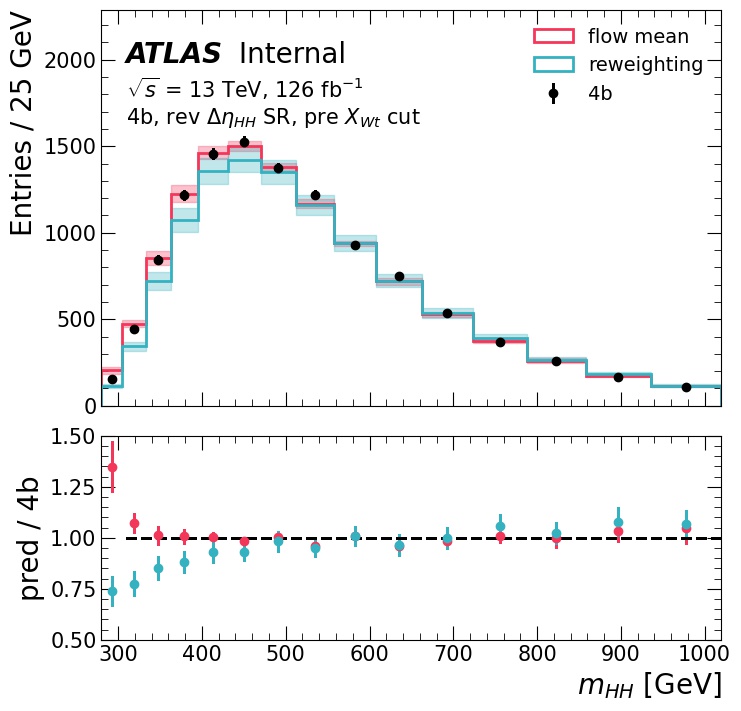 Entries / 25 GeV
2000
1500
1000
500
0
ATLAS Internal
√s = 13 TeV, 126 fb⁻¹
4b, rev Δη_HH SR, pre X_Wt cut
flow mean
reweighting
4b
pred / 4b
1.50
1.25
1.00
0.75
0.50
300 400 500 600 700 800 900 1000
m_HH [GeV]